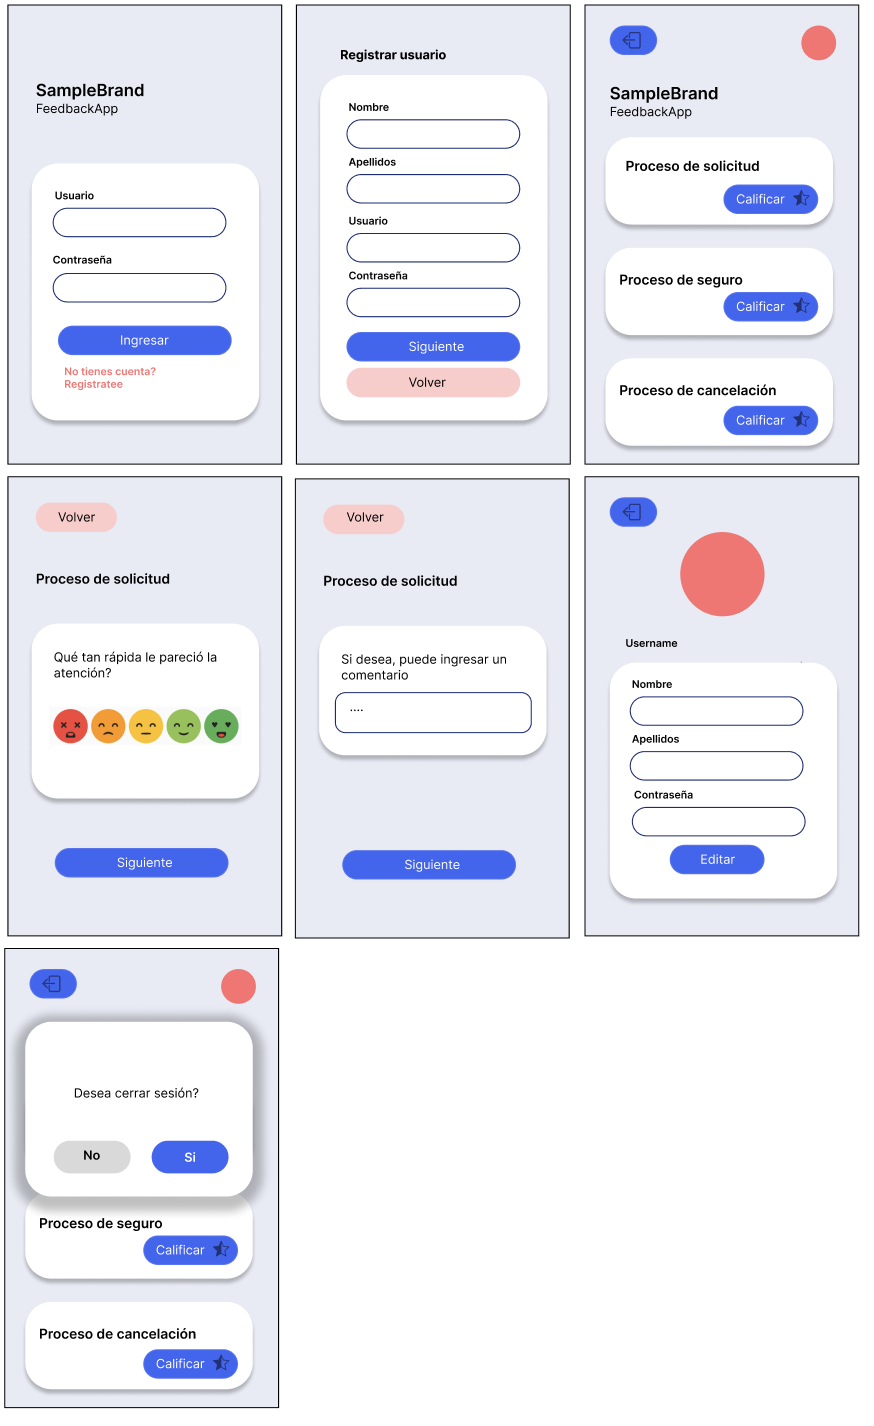 SampleBrand
FeedbackApp
Usuario
Contraseña
Ingresar
No tienes cuenta?
Registratee
Registrar usuario
Nombre
Apellidos
Usuario
Contraseña
Siguiente
Volver
SampleBrand
FeedbackApp
Proceso de solicitud
Calificar
Proceso de seguro
Calificar
Proceso de cancelación
Calificar
Volver
Proceso de solicitud
Qué tan rápida le pareció la
atención?
Siguiente
Volver
Proceso de solicitud
Si desea, puede ingresar un
comentario
....
Siguiente
Username
Nombre
Apellidos
Contraseña
Editar
Desea cerrar sesión?
No
Si
Proceso de seguro
Calificar
Proceso de cancelación
Calificar